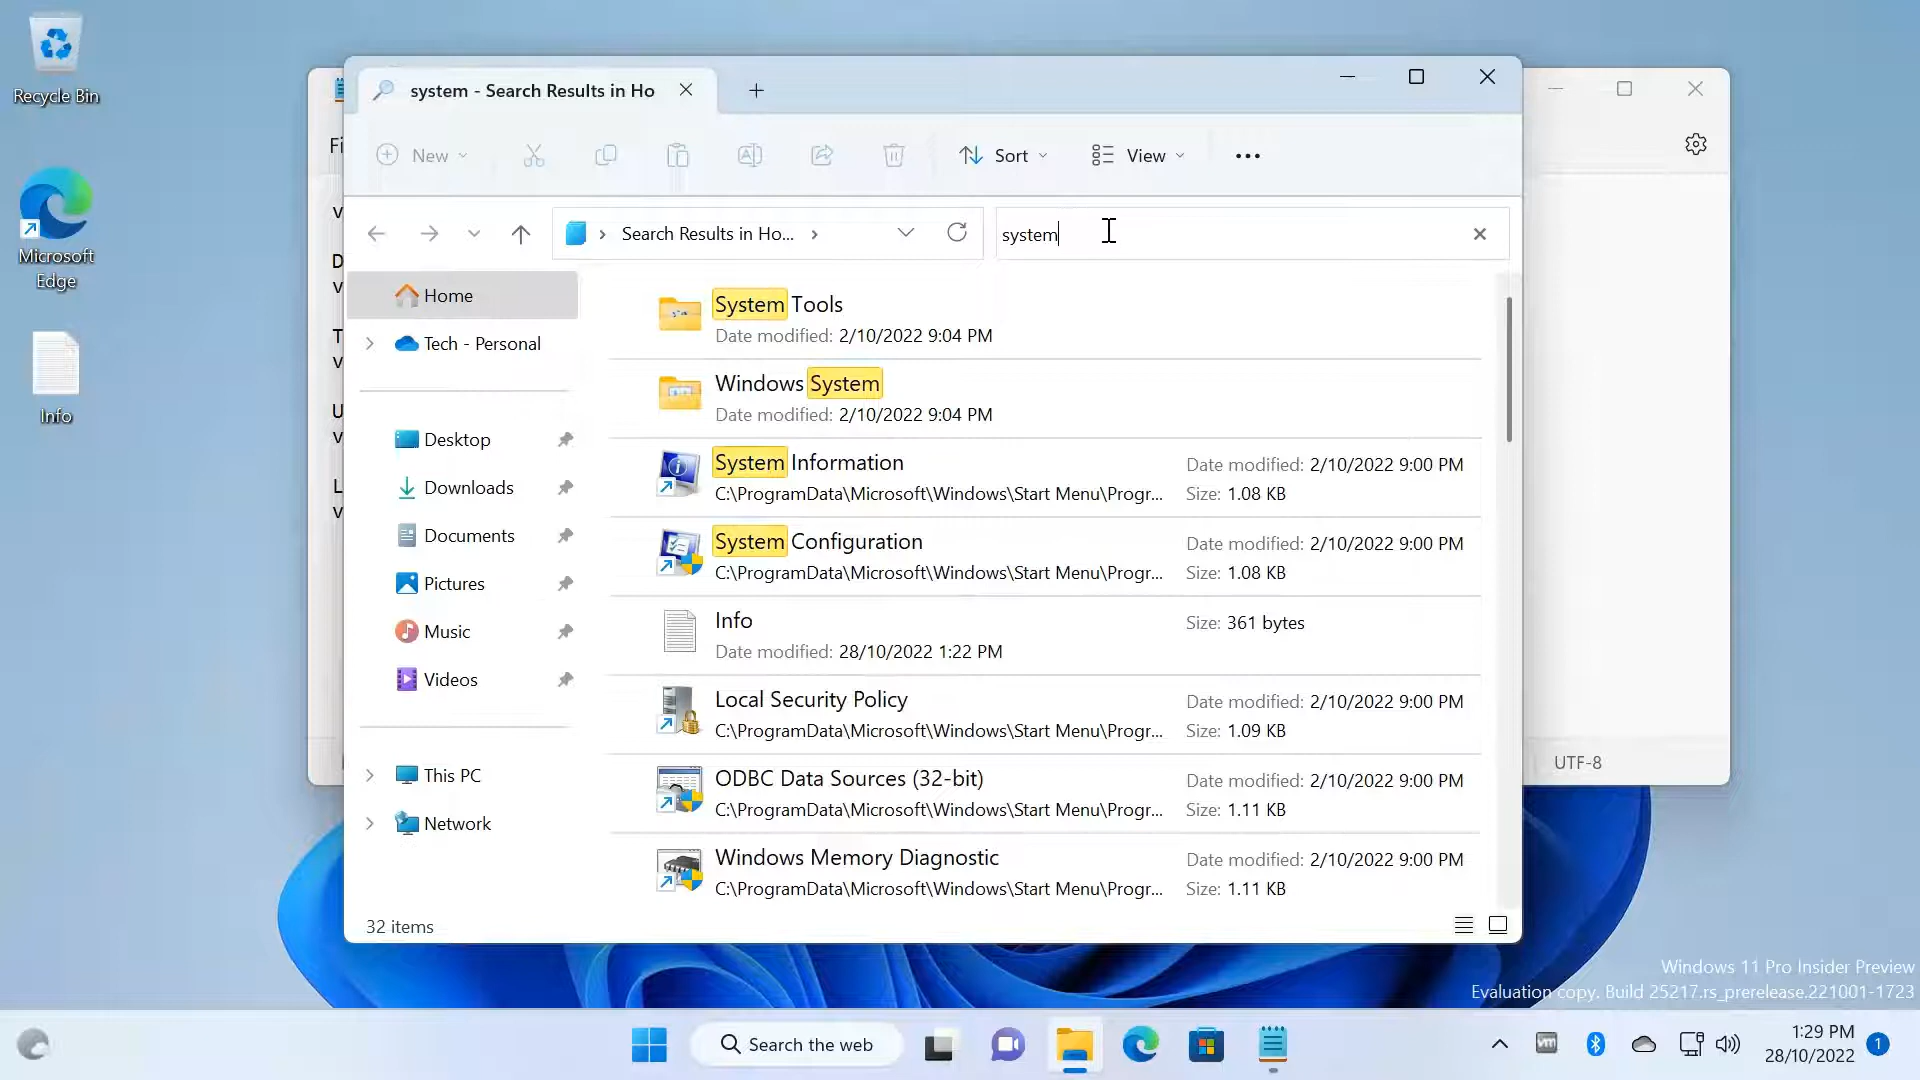 Recycle Bin
Microsoft
Edge
Info
system - Search Results in Ho
Fi
New
Sort
View
Search Results in Ho...
system
v
D
v
T
v
U
v
L
v
Home
Tech - Personal
Desktop
Downloads
Documents
Pictures
Music
Videos
This PC
Network
System Tools
Date modified: 2/10/2022 9:04 PM
Windows System
Date modified: 2/10/2022 9:04 PM
System Information
Date modified: 2/10/2022 9:00 PM
C:\ProgramData\Microsoft\Windows\Start Menu\Progr...
Size: 1.08 KB
System Configuration
Date modified: 2/10/2022 9:00 PM
C:\ProgramData\Microsoft\Windows\Start Menu\Progr...
Size: 1.08 KB
Info
Size: 361 bytes
Date modified: 28/10/2022 1:22 PM
Local Security Policy
Date modified: 2/10/2022 9:00 PM
C:\ProgramData\Microsoft\Windows\Start Menu\Progr...
Size: 1.09 KB
ODBC Data Sources (32-bit)
Date modified: 2/10/2022 9:00 PM
C:\ProgramData\Microsoft\Windows\Start Menu\Progr...
Size: 1.11 KB
Windows Memory Diagnostic
Date modified: 2/10/2022 9:00 PM
C:\ProgramData\Microsoft\Windows\Start Menu\Progr...
Size: 1.11 KB
32 items
UTF-8
Windows 11 Pro Insider Preview
Evaluation copy. Build 25217.rs_prerelease.221001-1723
Search the web
vm
1:29 PM
28/10/2022
1